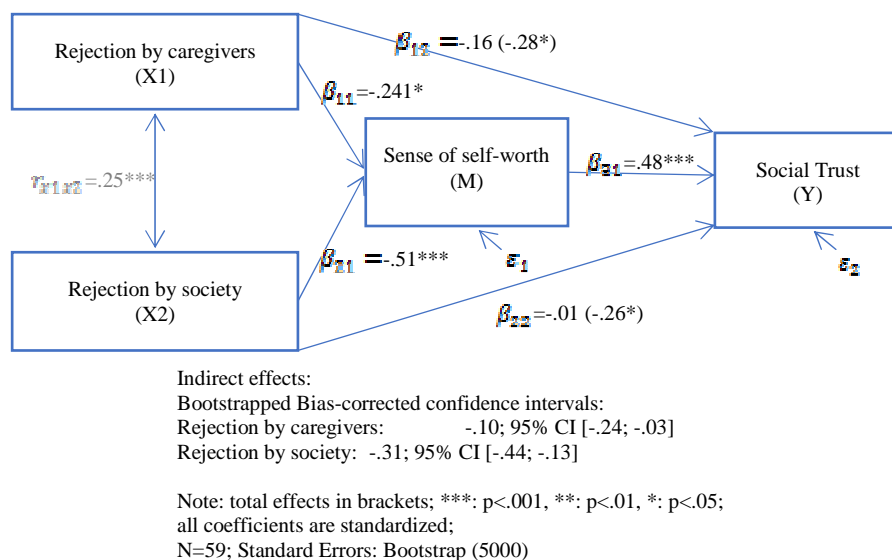 Rejection by caregivers
(X1)
β₁₂ =-.16 (-.28*)
β₁₁=-.241*
Sense of self-worth
(M)
β₃₁=.48***
Social Trust
(Y)
rₓ₁ₓ₂=.25***
β₂₁ =-.51***
ε₁
ε₂
Rejection by society
(X2)
β₂₂=-.01 (-.26*)
Indirect effects:
Bootstrapped Bias-corrected confidence intervals:
Rejection by caregivers: -.10; 95% CI [-.24; -.03]
Rejection by society: -.31; 95% CI [-.44; -.13]
Note: total effects in brackets; ***: p<.001, **: p<.01, *: p<.05;
all coefficients are standardized;
N=59; Standard Errors: Bootstrap (5000)